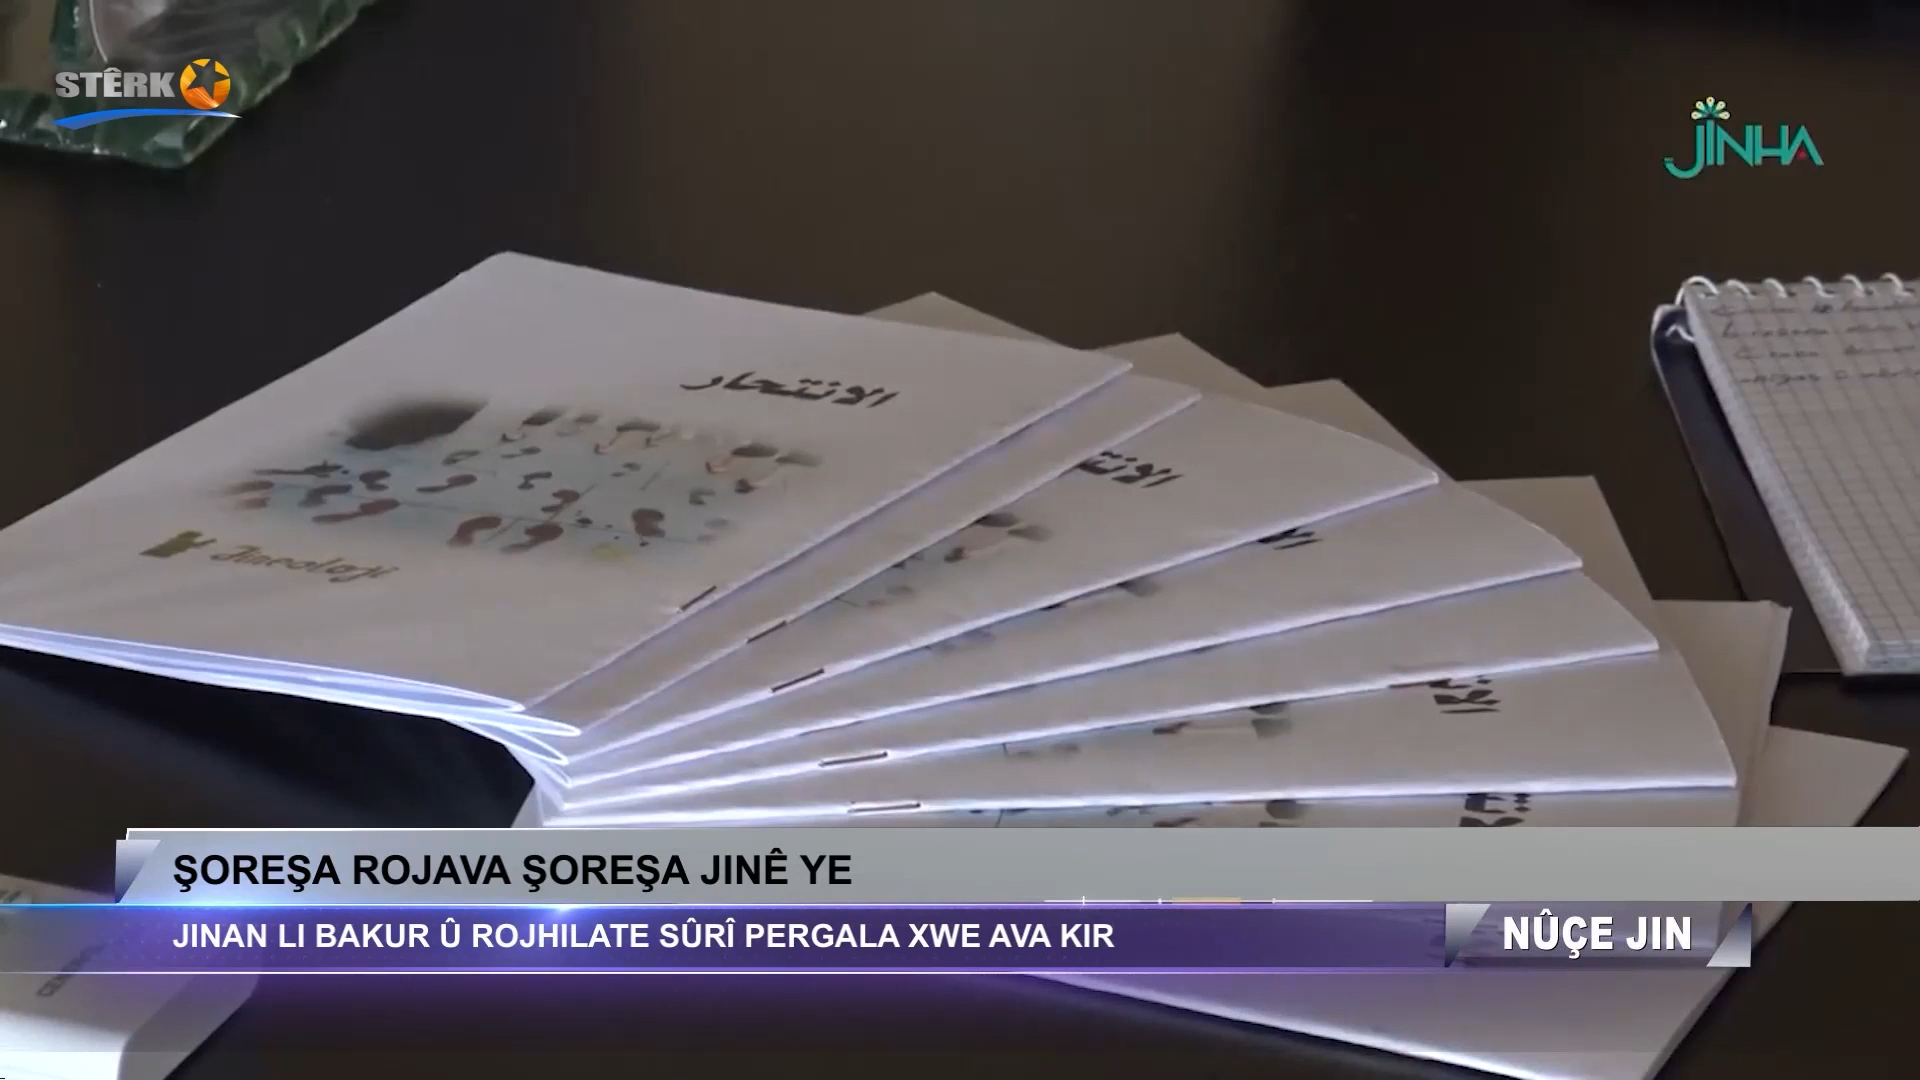 STÊRK
JINHA
الانتحار
Jineolojî
الانتح
ŞOREŞA ROJAVA ŞOREŞA JINÊ YE
JINAN LI BAKUR Û ROJHILATE SÛRÎ PERGALA XWE AVA KIR
NÛÇE JIN